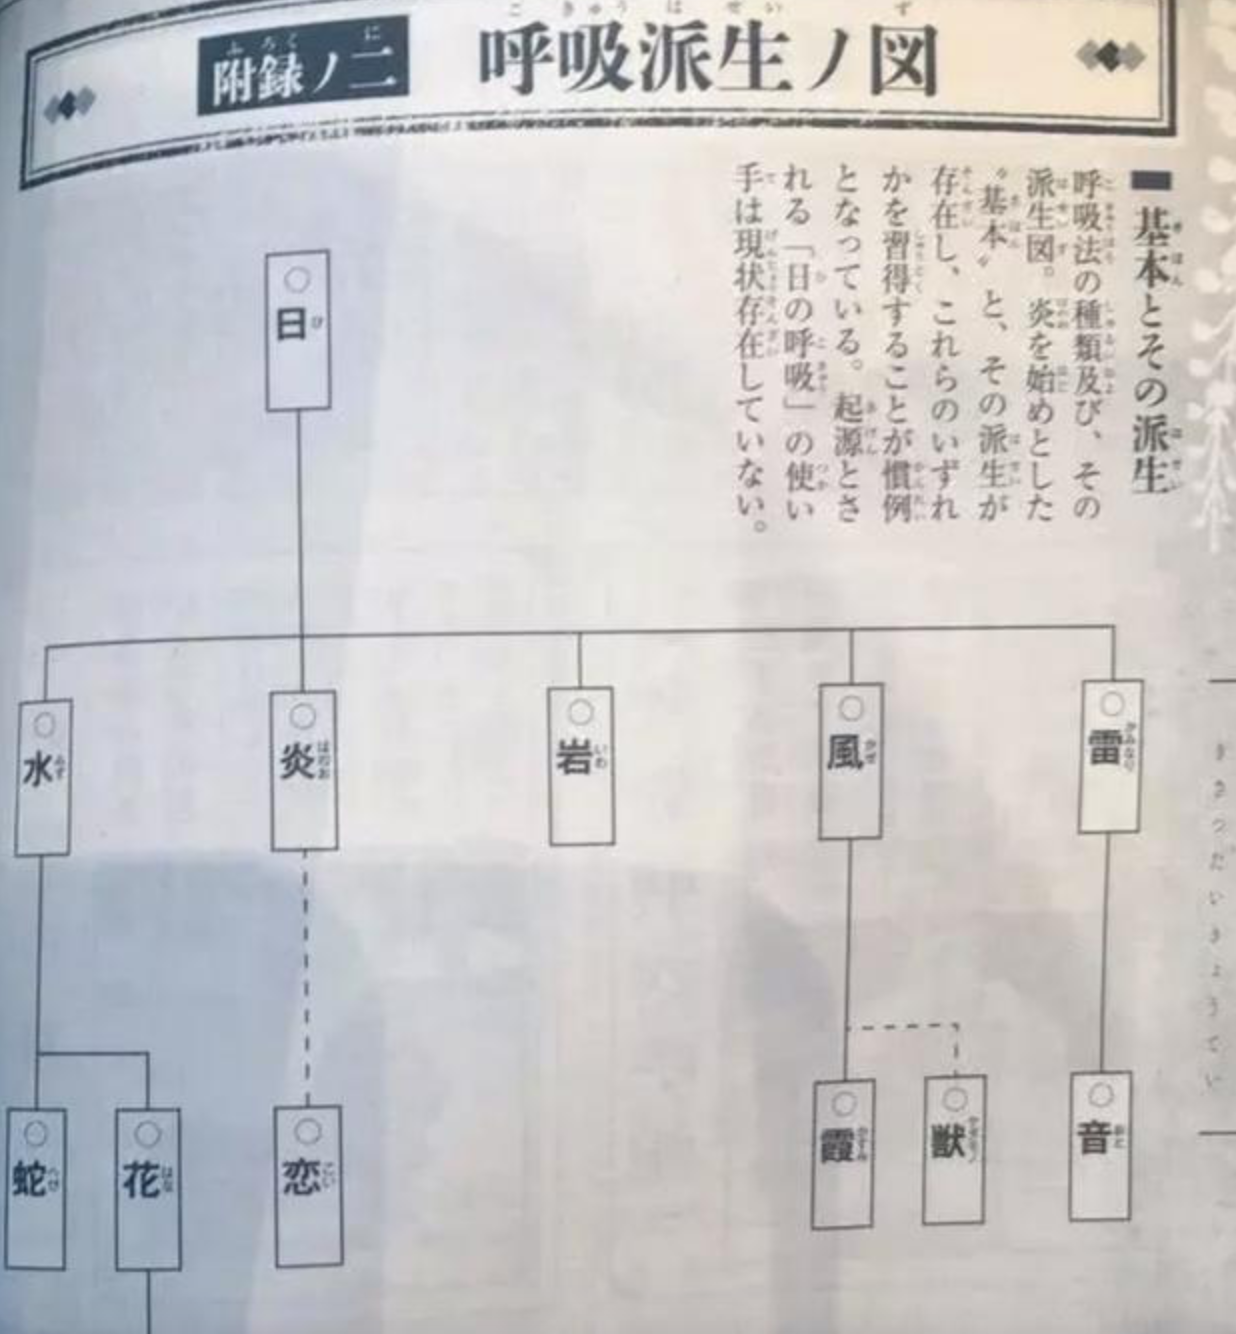 附録ノ二 呼吸派生ノ図
■基本とその派生
呼吸法の種類及び、その
派生図。炎を始めとした
〝基本〟と、その派生が
存在し、これらのいずれ
かを習得することが慣例
となっている。起源とさ
れる「日の呼吸」の使い
手は現状存在していない。
日
水
炎
岩
風
雷
蛇
花
恋
霞
獣
音